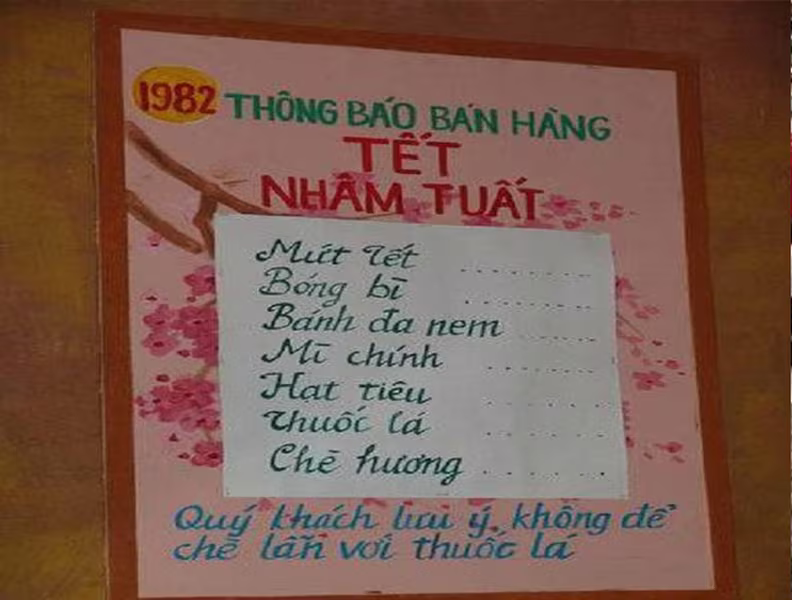 1982 THÔNG BÁO BÁN HÀNG
TẾT
NHÂM TUẤT
Mứt Tết ........
Bóng bì ........
Bánh đa nem .....
Mì chính .......
Hạt tiêu .......
Thuốc lá .......
Chè hương .......
Quý khách lưu ý, không để
chè lẫn với thuốc lá